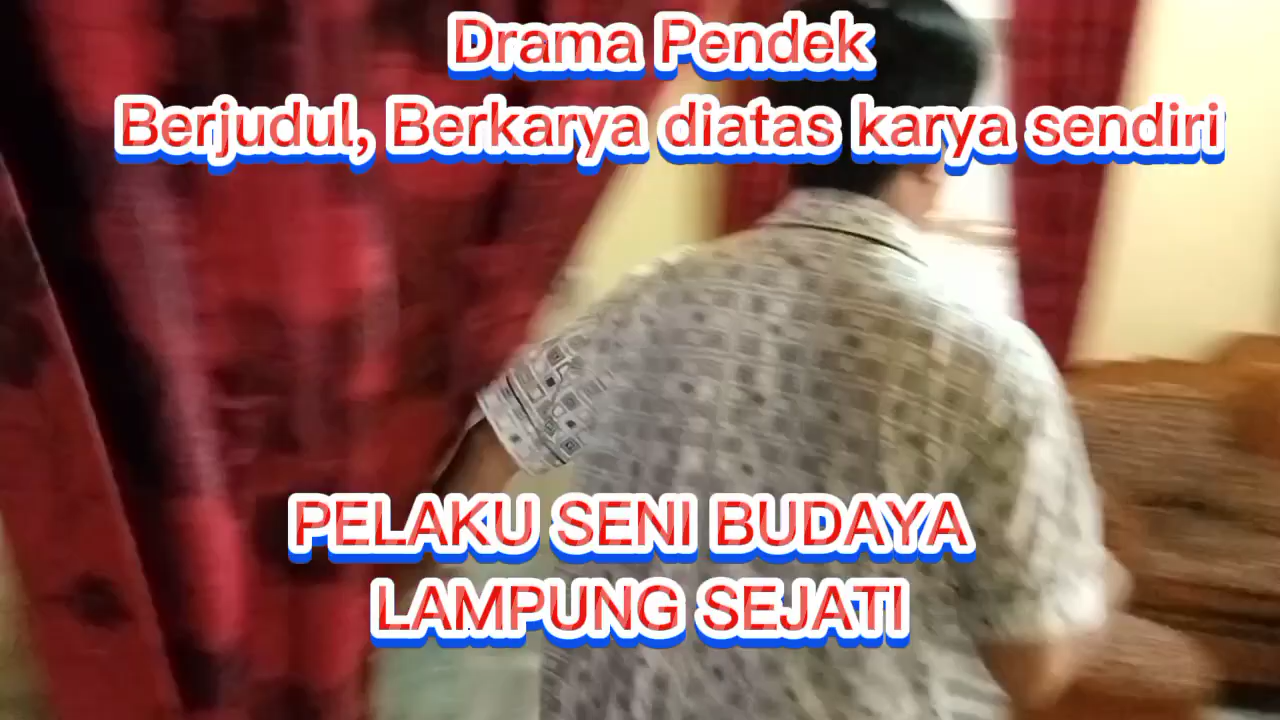 Drama Pendek
Berjudul, Berkarya diatas karya sendiri
PELAKU SENI BUDAYA
LAMPUNG SEJATI